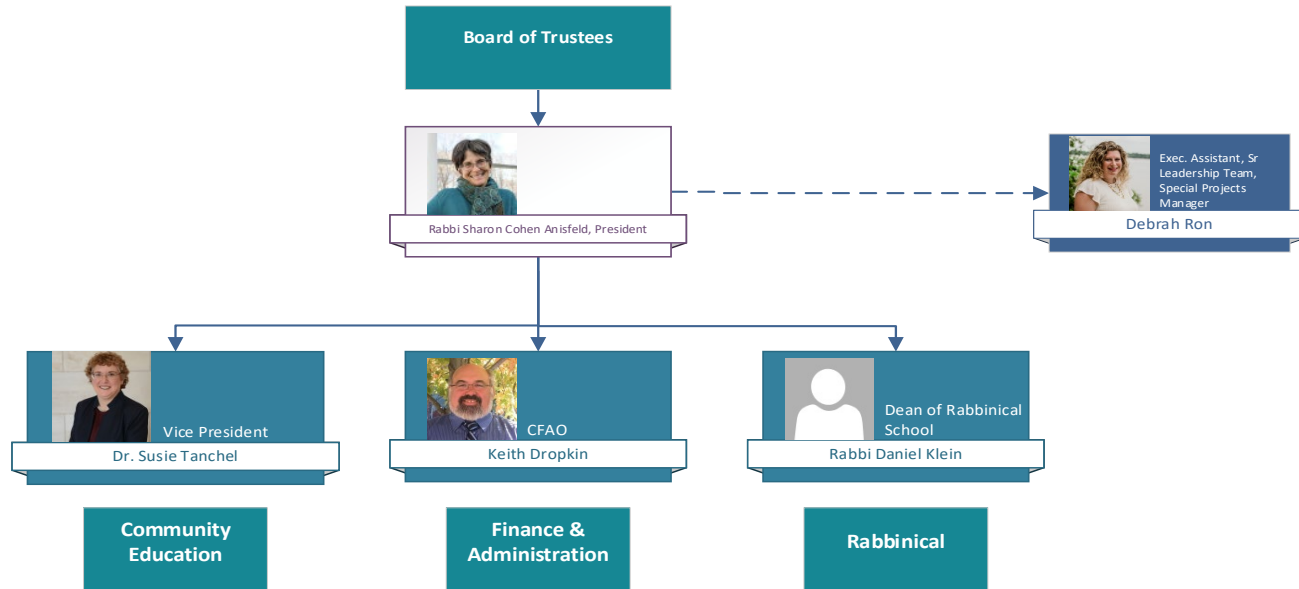 Board of Trustees
Rabbi Sharon Cohen Anisfeld, President
Exec. Assistant, Sr
Leadership Team,
Special Projects
Manager
Debrah Ron
Vice President
Dr. Susie Tanchel
CFAO
Keith Dropkin
Dean of Rabbinical
School
Rabbi Daniel Klein
Community
Education
Finance &
Administration
Rabbinical